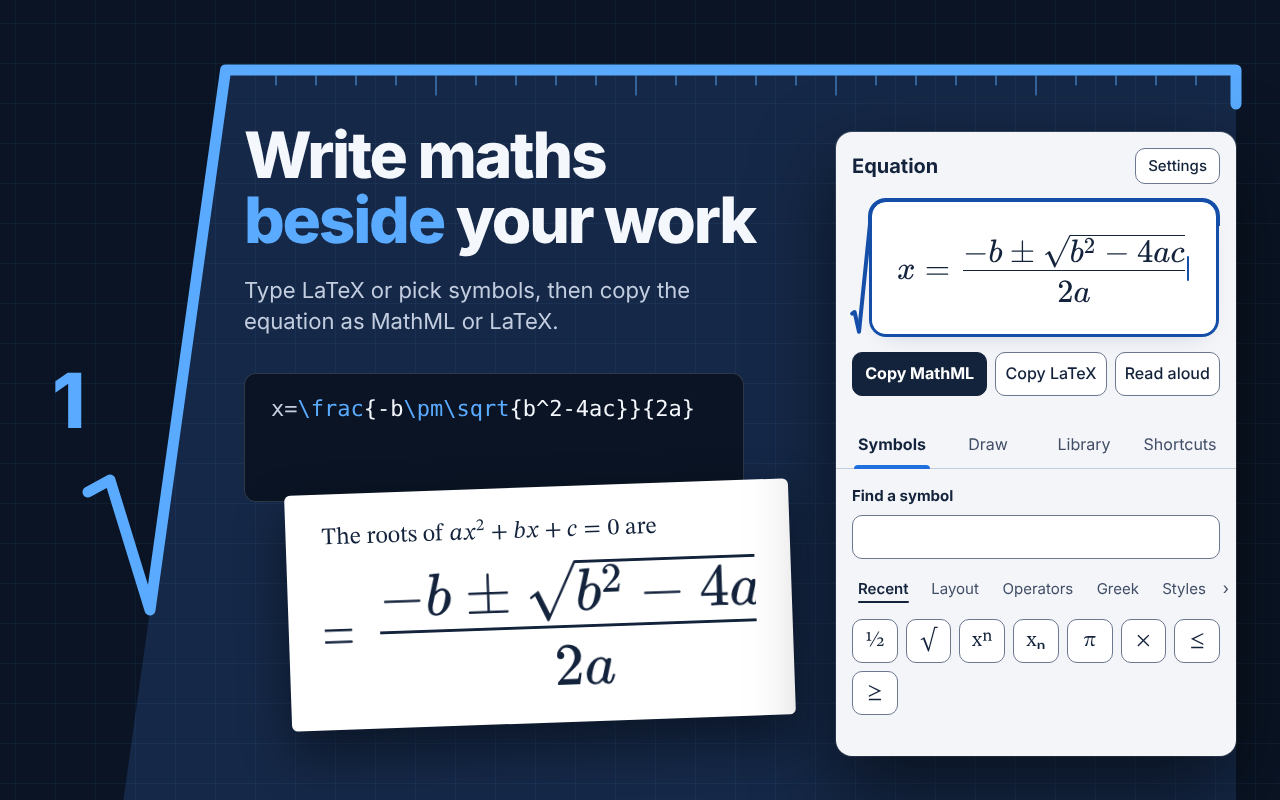 Write maths
beside your work
Type LaTeX or pick symbols, then copy the
equation as MathML or LaTeX.
1
√
x=\frac{-b\pm\sqrt{b^2-4ac}}{2a}
The roots of ax² + bx + c = 0 are
= −b ± √b² − 4a
2a
Equation
Settings
x = −b ± √b² − 4ac
2a
Copy MathML
Copy LaTeX
Read aloud
Symbols
Draw
Library
Shortcuts
Find a symbol
Recent
Layout
Operators
Greek
Styles
›
½
√
xⁿ
xₙ
π
×
≤
≥